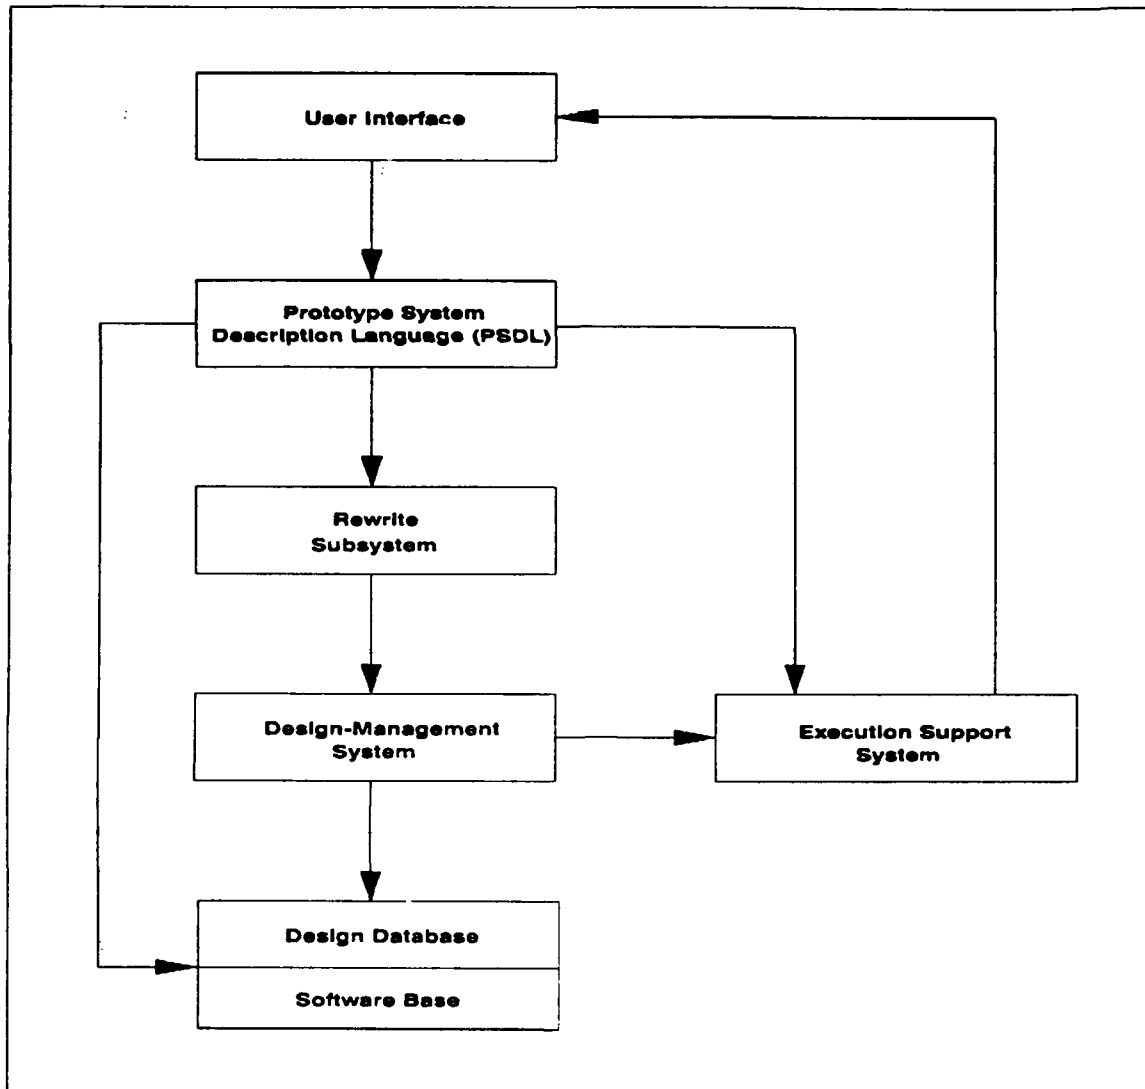 User Interface
Prototype System
Description Language (PSDL)
Rewrite
Subsystem
Design-Management
System
Execution Support
System
Design Database
Software Base